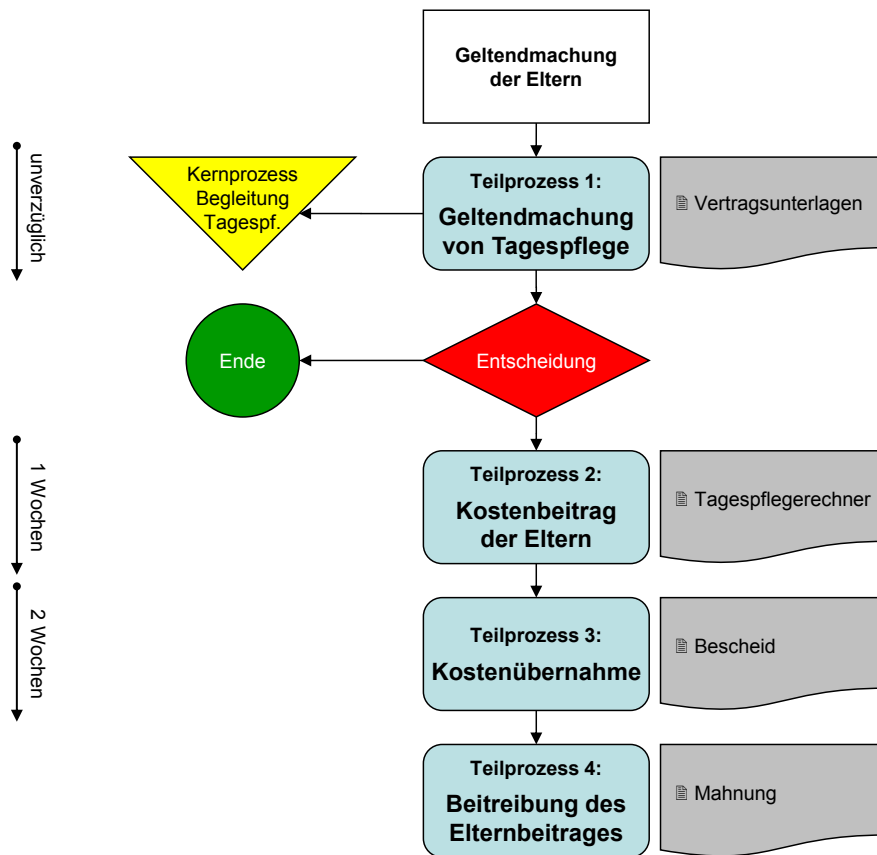 Geltendmachung
der Eltern
unverzüglich
Kernprozess
Begleitung
Tagespf.
Teilprozess 1:
Geltendmachung
von Tagespflege
Vertragsunterlagen
Ende
Entscheidung
1 Wochen
Teilprozess 2:
Kostenbeitrag
der Eltern
Tagespflegerechner
2 Wochen
Teilprozess 3:
Kostenübernahme
Bescheid
Teilprozess 4:
Beitreibung des
Elternbeitrages
Mahnung